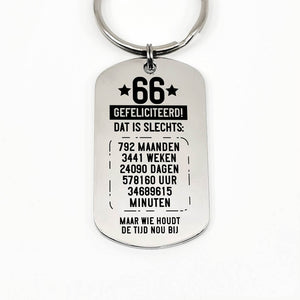 ★66★
GEFELICITEERD!
DAT IS SLECHTS:
792 MAANDEN
3441 WEKEN
24090 DAGEN
578160 UUR
34689615
MINUTEN
MAAR WIE HOUDT
DE TIJD NOU BIJ